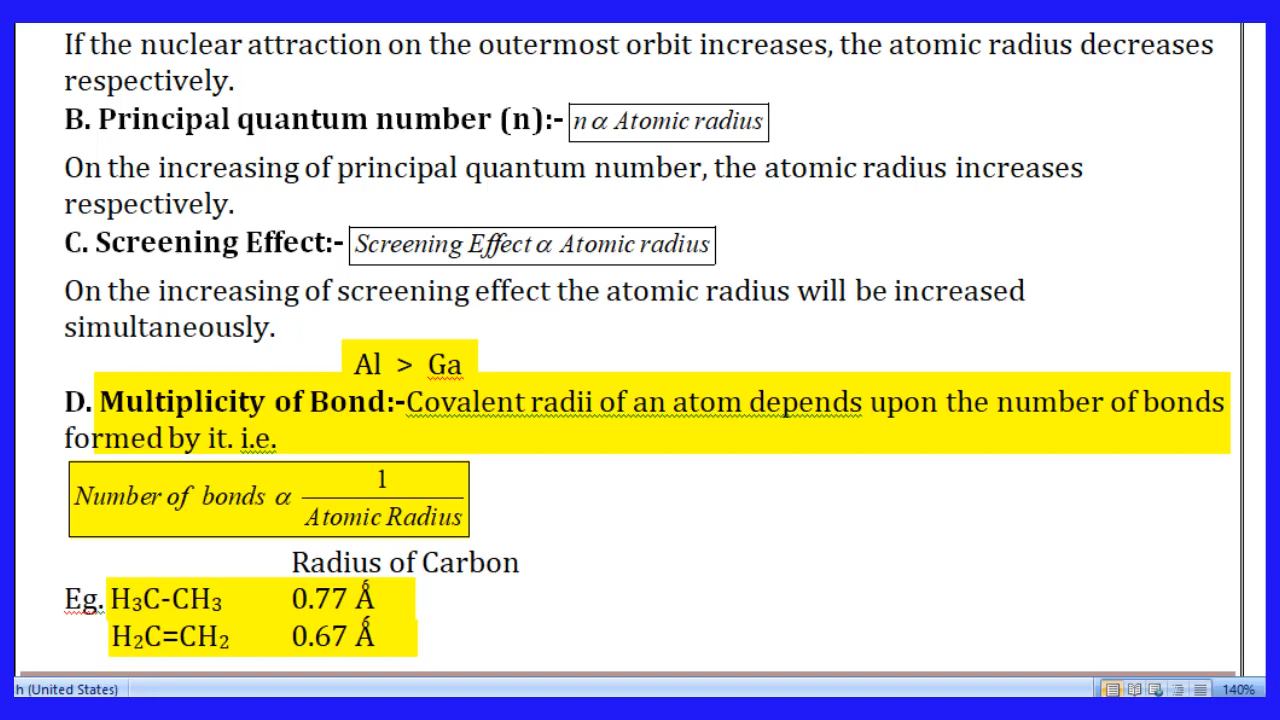 If the nuclear attraction on the outermost orbit increases, the atomic radius decreases
respectively.
B. Principal quantum number (n):- n α Atomic radius
On the increasing of principal quantum number, the atomic radius increases
respectively.
C. Screening Effect:- Screening Effect α Atomic radius
On the increasing of screening effect the atomic radius will be increased
simultaneously.
Al > Ga
D. Multiplicity of Bond:-Covalent radii of an atom depends upon the number of bonds
formed by it. i.e.
Number of bonds α 1 / Atomic Radius
Radius of Carbon
Eg. H₃C-CH₃ 0.77 Ǻ
H₂C=CH₂ 0.67 Ǻ
h (United States) 140%